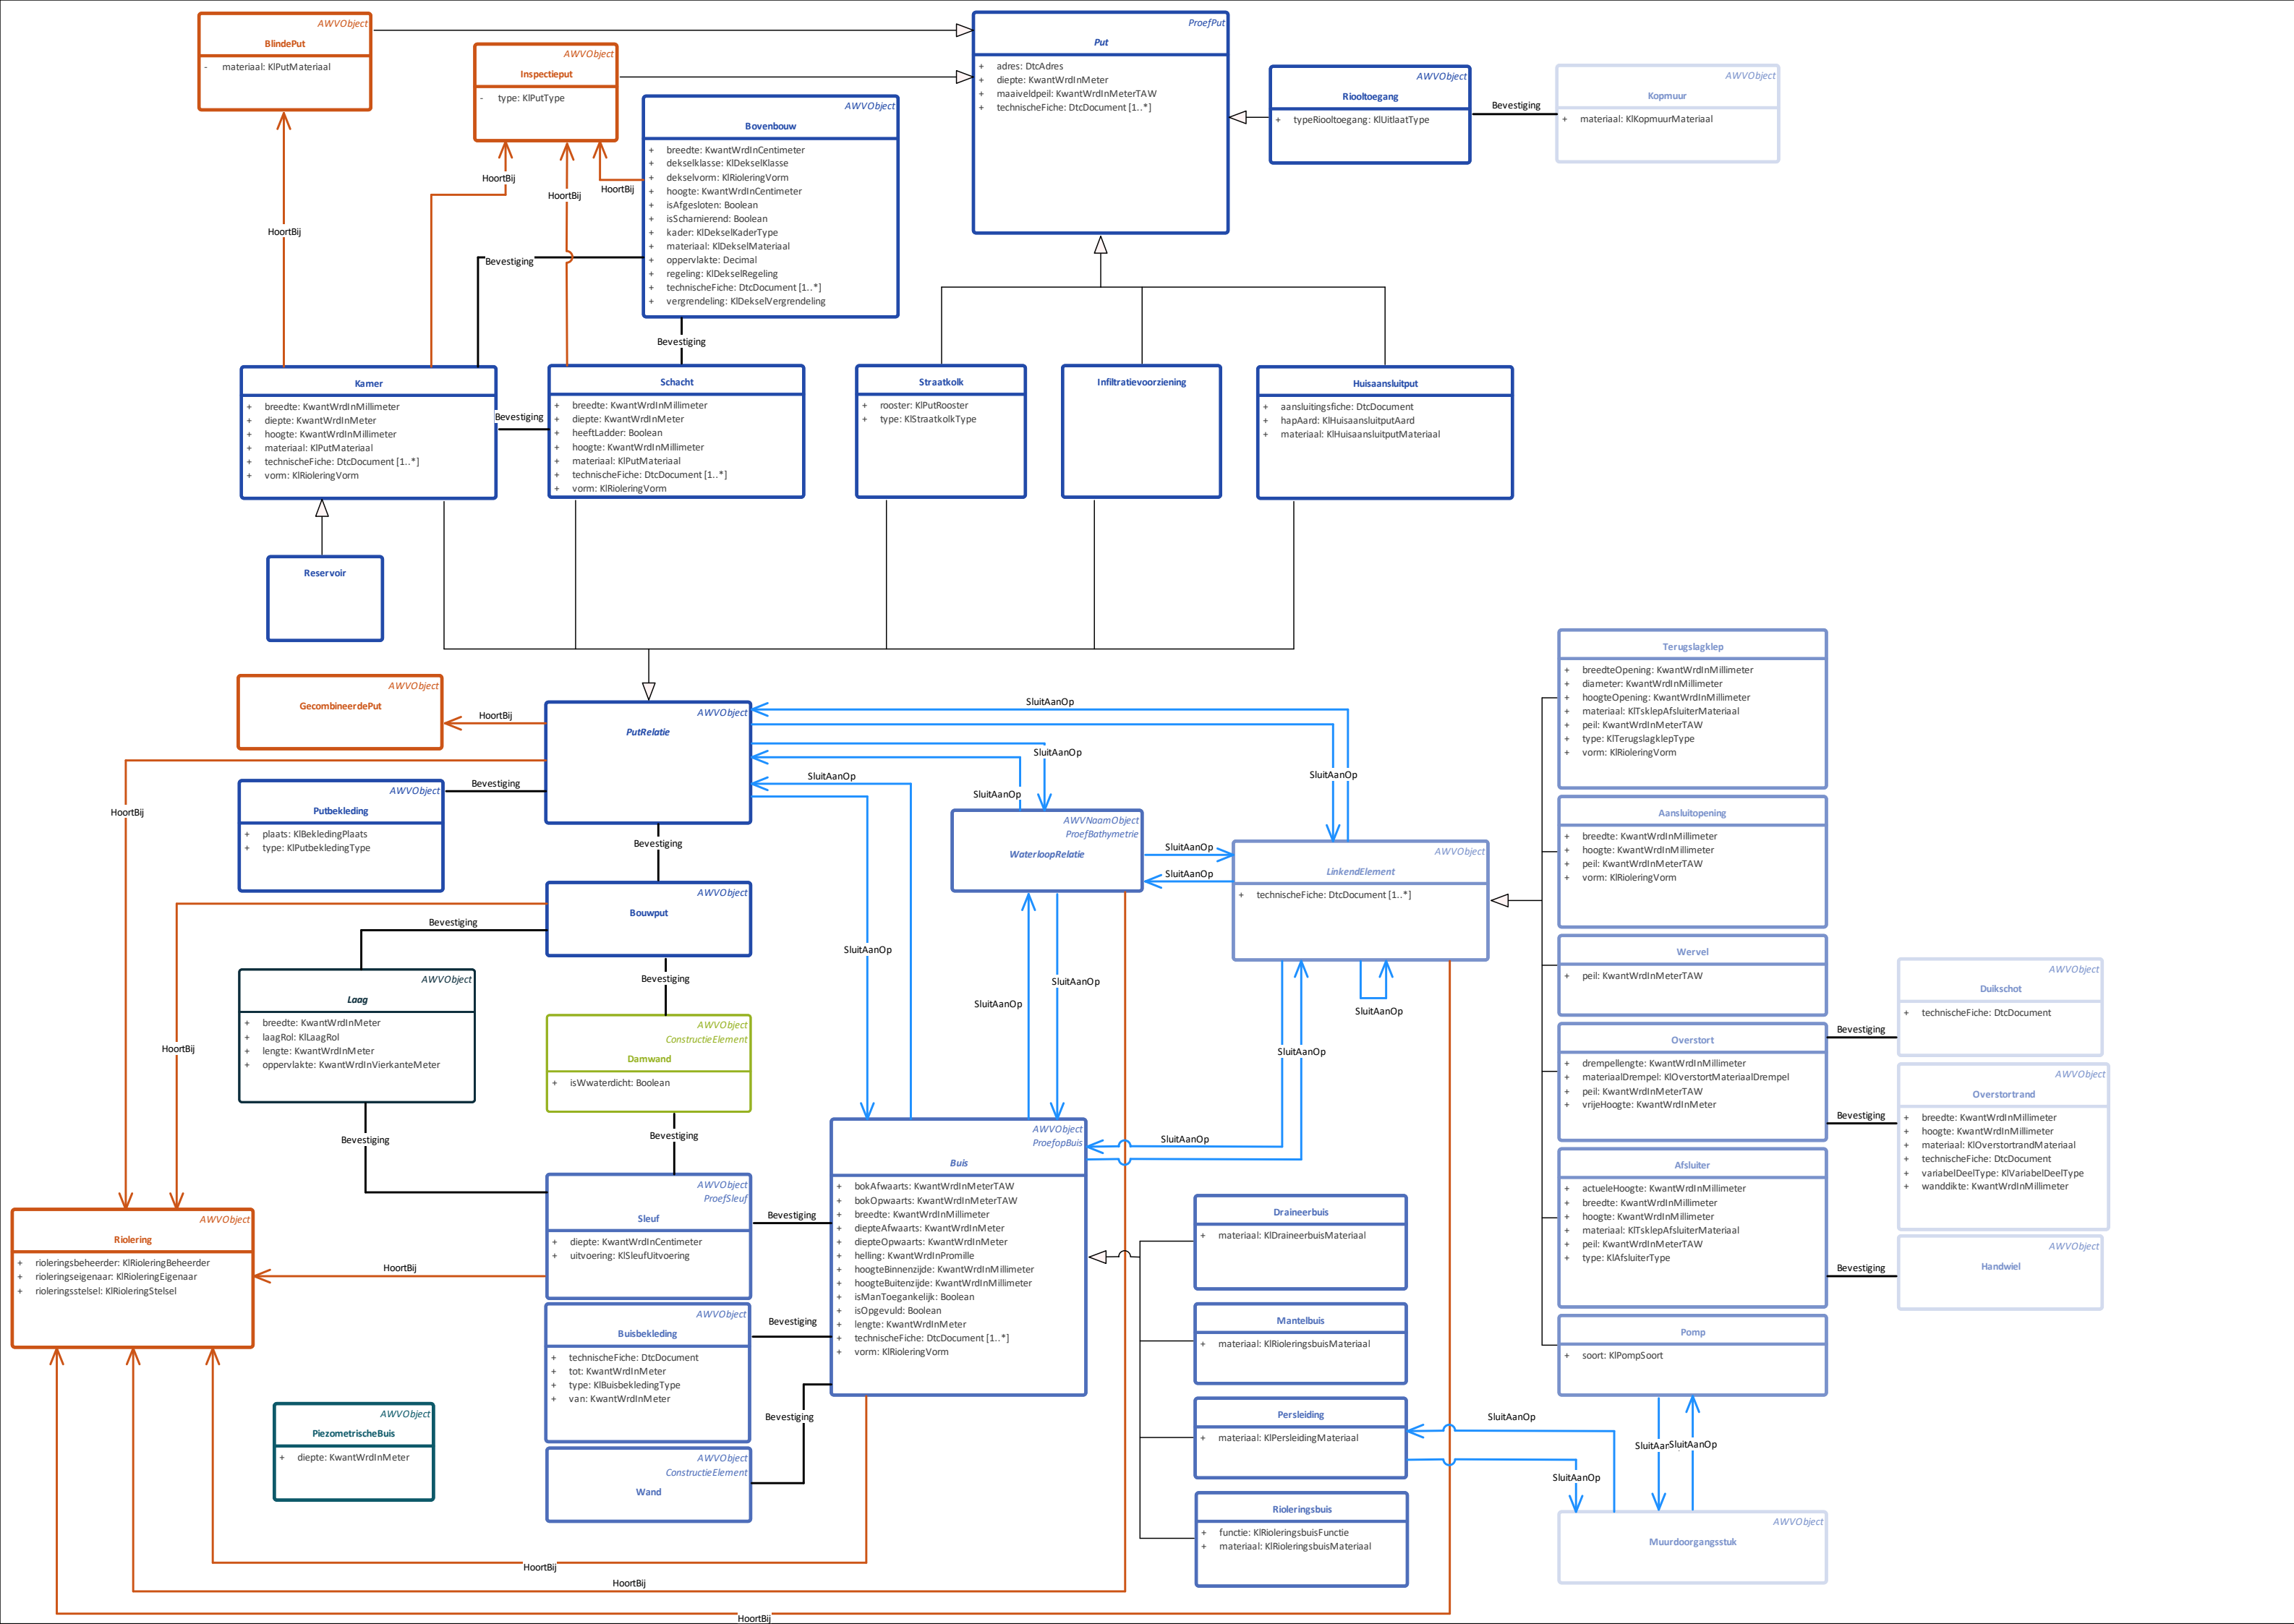 AWVObject
BlindePut
- materiaal: KlPutMateriaal
AWVObject
Inspectieput
- type: KlPutType
AWVObject
Bovenbouw
+ breedte: KwantWrdInCentimeter
+ dekselklasse: KlDekselKlasse
+ dekselvorm: KlRioleringVorm
+ hoogte: KwantWrdInCentimeter
+ isAfgesloten: Boolean
+ isScharnierend: Boolean
+ kader: KlDekselKaderType
+ materiaal: KlDekselMateriaal
+ oppervlakte: Decimal
+ regeling: KlDekselRegeling
+ technischeFiche: DtcDocument [1..*]
+ vergrendeling: KlDekselVergrendeling
ProefPut
Put
+ adres: DtcAdres
+ diepte: KwantWrdInMeter
+ maaiveldpeil: KwantWrdInMeterTAW
+ technischeFiche: DtcDocument [1..*]
AWVObject
Riooltoegang
+ typeRiooltoegang: KlUitlaatType
Bevestiging
AWVObject
Kopmuur
+ materiaal: KlKopmuurMateriaal
HoortBij
HoortBij
HoortBij
HoortBij
Bevestiging
Bevestiging
Kamer
+ breedte: KwantWrdInMillimeter
+ diepte: KwantWrdInMeter
+ hoogte: KwantWrdInMillimeter
+ materiaal: KlPutMateriaal
+ technischeFiche: DtcDocument [1..*]
+ vorm: KlRioleringVorm
Bevestiging
Schacht
+ breedte: KwantWrdInMillimeter
+ diepte: KwantWrdInMeter
+ heeftLadder: Boolean
+ hoogte: KwantWrdInMillimeter
+ materiaal: KlPutMateriaal
+ technischeFiche: DtcDocument [1..*]
+ vorm: KlRioleringVorm
Straatkolk
+ rooster: KlPutRooster
+ type: KlStraatkolkType
Infiltratievoorziening
Huisaansluitput
+ aansluitingsfiche: DtcDocument
+ hapAard: KlHuisaansluitputAard
+ materiaal: KlHuisaansluitputMateriaal
Reservoir
AWVObject
GecombineerdePut
HoortBij
AWVObject
PutRelatie
SluitAanOp
SluitAanOp
SluitAanOp
SluitAanOp
SluitAanOp
HoortBij
Bevestiging
AWVObject
Putbekleding
+ plaats: KlBekledingPlaats
+ type: KlPutbekledingType
Bevestiging
AWVNaamObject
ProefBathymetrie
WaterloopRelatie
SluitAanOp
SluitAanOp
AWVObject
LinkendElement
+ technischeFiche: DtcDocument [1..*]
SluitAanOp
AWVObject
Bouwput
Bevestiging
Bevestiging
SluitAanOp
SluitAanOp
SluitAanOp
SluitAanOp
AWVObject
Laag
+ breedte: KwantWrdInMeter
+ laagRol: KlLaagRol
+ lengte: KwantWrdInMeter
+ oppervlakte: KwantWrdInVierkanteMeter
HoortBij
AWVObject
ConstructieElement
Damwand
+ isWwaterdicht: Boolean
Bevestiging
Bevestiging
SluitAanOp
AWVObject
ProefSleuf
Sleuf
+ diepte: KwantWrdInCentimeter
+ uitvoering: KlSleufUitvoering
Bevestiging
AWVObject
ProefopBuis
Buis
+ bokAfwaarts: KwantWrdInMeterTAW
+ bokOpwaarts: KwantWrdInMeterTAW
+ breedte: KwantWrdInMillimeter
+ diepteAfwaarts: KwantWrdInMeter
+ diepteOpwaarts: KwantWrdInMeter
+ helling: KwantWrdInPromille
+ hoogteBinnenzijde: KwantWrdInMillimeter
+ hoogteBuitenzijde: KwantWrdInMillimeter
+ isManToegankelijk: Boolean
+ isOpgevuld: Boolean
+ lengte: KwantWrdInMeter
+ technischeFiche: DtcDocument [1..*]
+ vorm: KlRioleringVorm
AWVObject
Riolering
+ rioleringsbeheerder: KlRioleringBeheerder
+ rioleringseigenaar: KlRioleringEigenaar
+ rioleringsstelsel: KlRioleringStelsel
HoortBij
AWVObject
Buisbekleding
+ technischeFiche: DtcDocument
+ tot: KwantWrdInMeter
+ type: KlBuisbekledingType
+ van: KwantWrdInMeter
Bevestiging
Bevestiging
AWVObject
PiezometrischeBuis
+ diepte: KwantWrdInMeter
AWVObject
ConstructieElement
Wand
HoortBij
HoortBij
HoortBij
Draineerbuis
+ materiaal: KlDraineerbuisMateriaal
Mantelbuis
+ materiaal: KlRioleringsbuisMateriaal
Persleiding
+ materiaal: KlPersleidingMateriaal
Rioleringsbuis
+ functie: KlRioleringsbuisFunctie
+ materiaal: KlRioleringsbuisMateriaal
Terugslagklep
+ breedteOpening: KwantWrdInMillimeter
+ diameter: KwantWrdInMillimeter
+ hoogteOpening: KwantWrdInMillimeter
+ materiaal: KlTsklepAfsluiterMateriaal
+ peil: KwantWrdInMeterTAW
+ type: KlTerugslagklepType
+ vorm: KlRioleringVorm
Aansluitopening
+ breedte: KwantWrdInMillimeter
+ hoogte: KwantWrdInMillimeter
+ peil: KwantWrdInMeterTAW
+ vorm: KlRioleringVorm
Wervel
+ peil: KwantWrdInMeterTAW
Overstort
+ drempellengte: KwantWrdInMillimeter
+ materiaalDrempel: KlOverstortMateriaalDrempel
+ peil: KwantWrdInMeterTAW
+ vrijeHoogte: KwantWrdInMeter
Bevestiging
Bevestiging
AWVObject
Duikschot
+ technischeFiche: DtcDocument
AWVObject
Overstortrand
+ breedte: KwantWrdInMillimeter
+ hoogte: KwantWrdInMillimeter
+ materiaal: KlOverstortrandMateriaal
+ technischeFiche: DtcDocument
+ variabelDeelType: KlVariabelDeelType
+ wanddikte: KwantWrdInMillimeter
Afsluiter
+ actueleHoogte: KwantWrdInMillimeter
+ breedte: KwantWrdInMillimeter
+ hoogte: KwantWrdInMillimeter
+ materiaal: KlTsklepAfsluiterMateriaal
+ peil: KwantWrdInMeterTAW
+ type: KlAfsluiterType
Bevestiging
AWVObject
Handwiel
Pomp
+ soort: KlPompSoort
SluitAanOp
SluitAanOp
SluitAanOp
AWVObject
Muurdoorgangsstuk